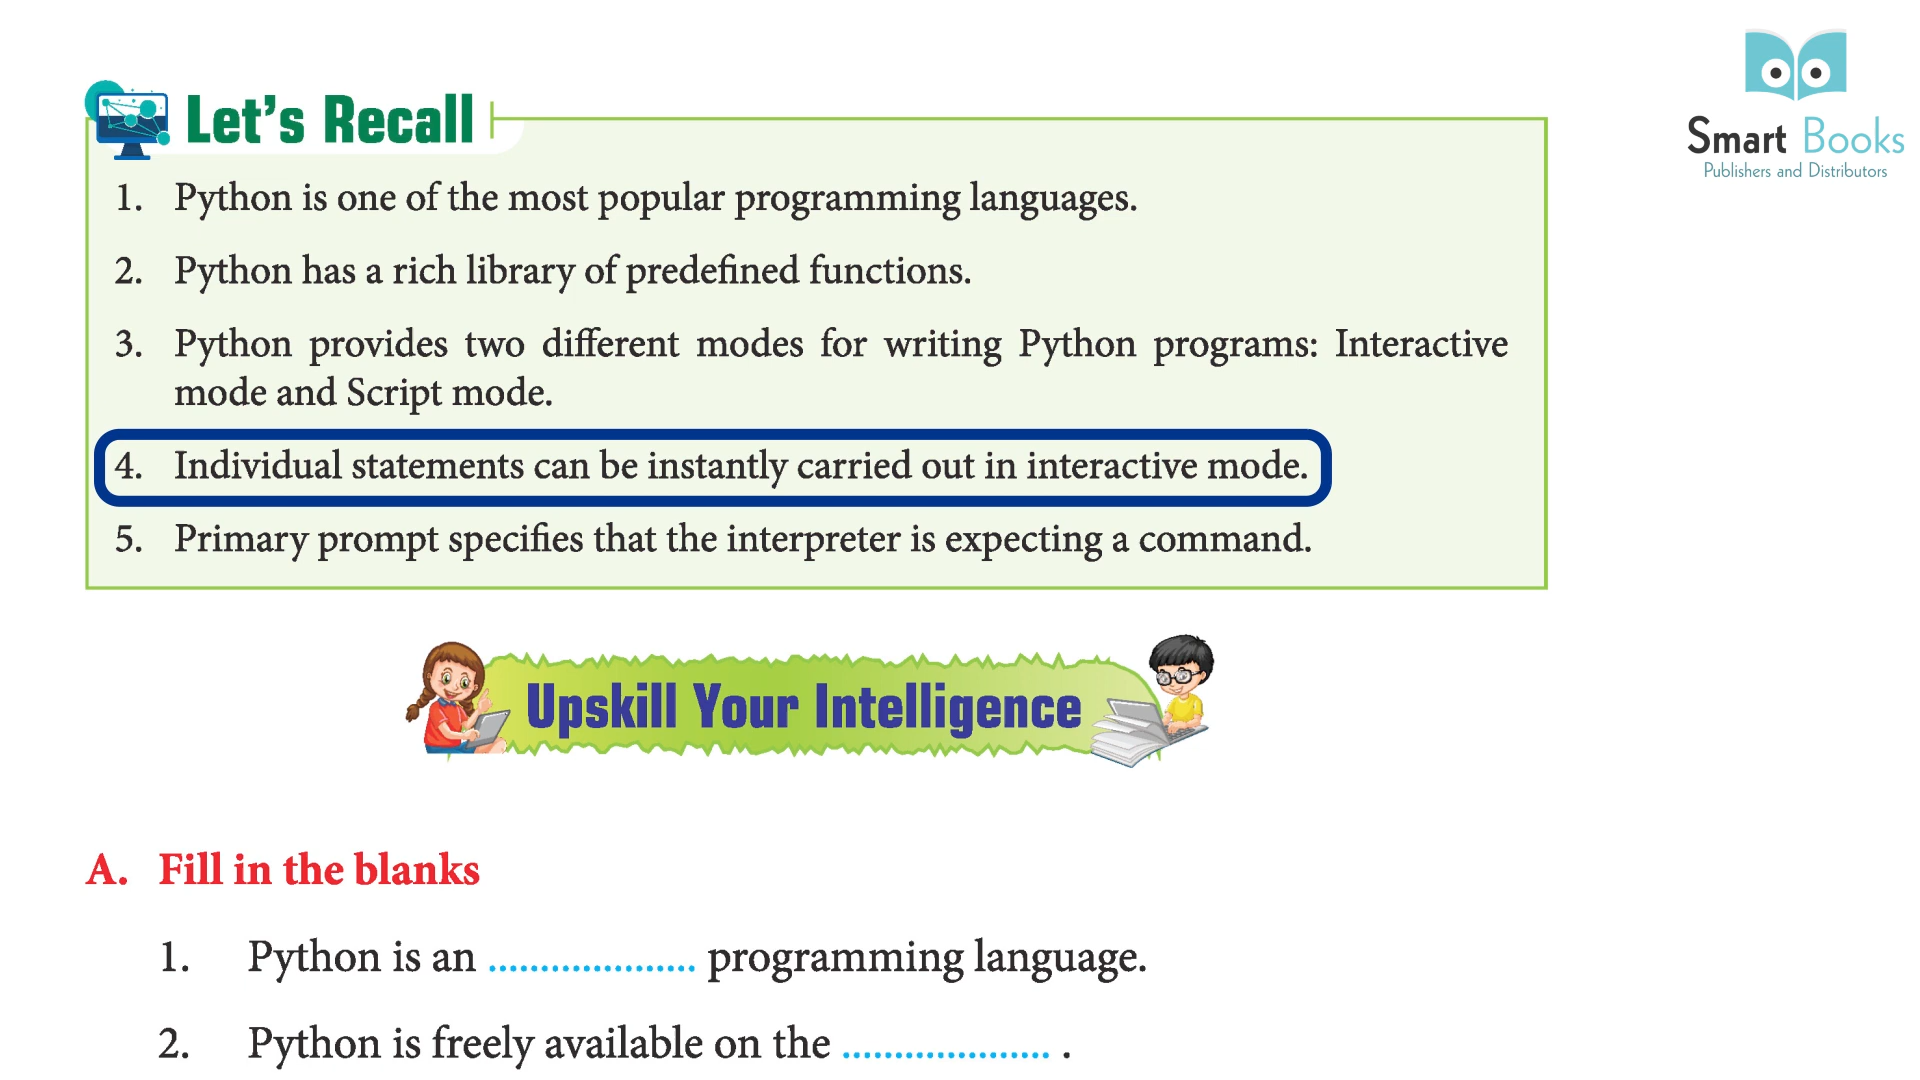 Let's Recall
Smart Books
Publishers and Distributors
1. Python is one of the most popular programming languages.
2. Python has a rich library of predefined functions.
3. Python provides two different modes for writing Python programs: Interactive
mode and Script mode.
4. Individual statements can be instantly carried out in interactive mode.
5. Primary prompt specifies that the interpreter is expecting a command.
Upskill Your Intelligence
A. Fill in the blanks
1. Python is an .................... programming language.
2. Python is freely available on the .................... .